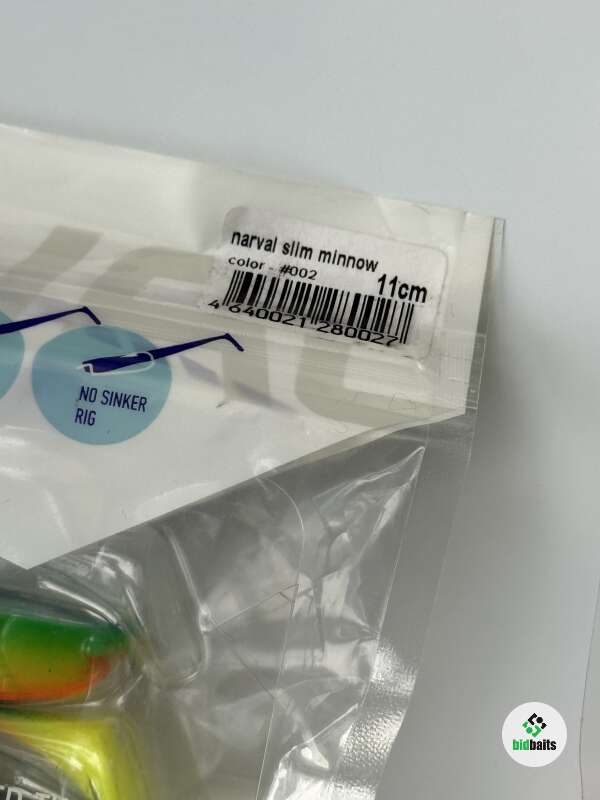 narval slim minnow
color - #002
11cm
4 640021 280027
NO SINKER
RIG
bidbaits